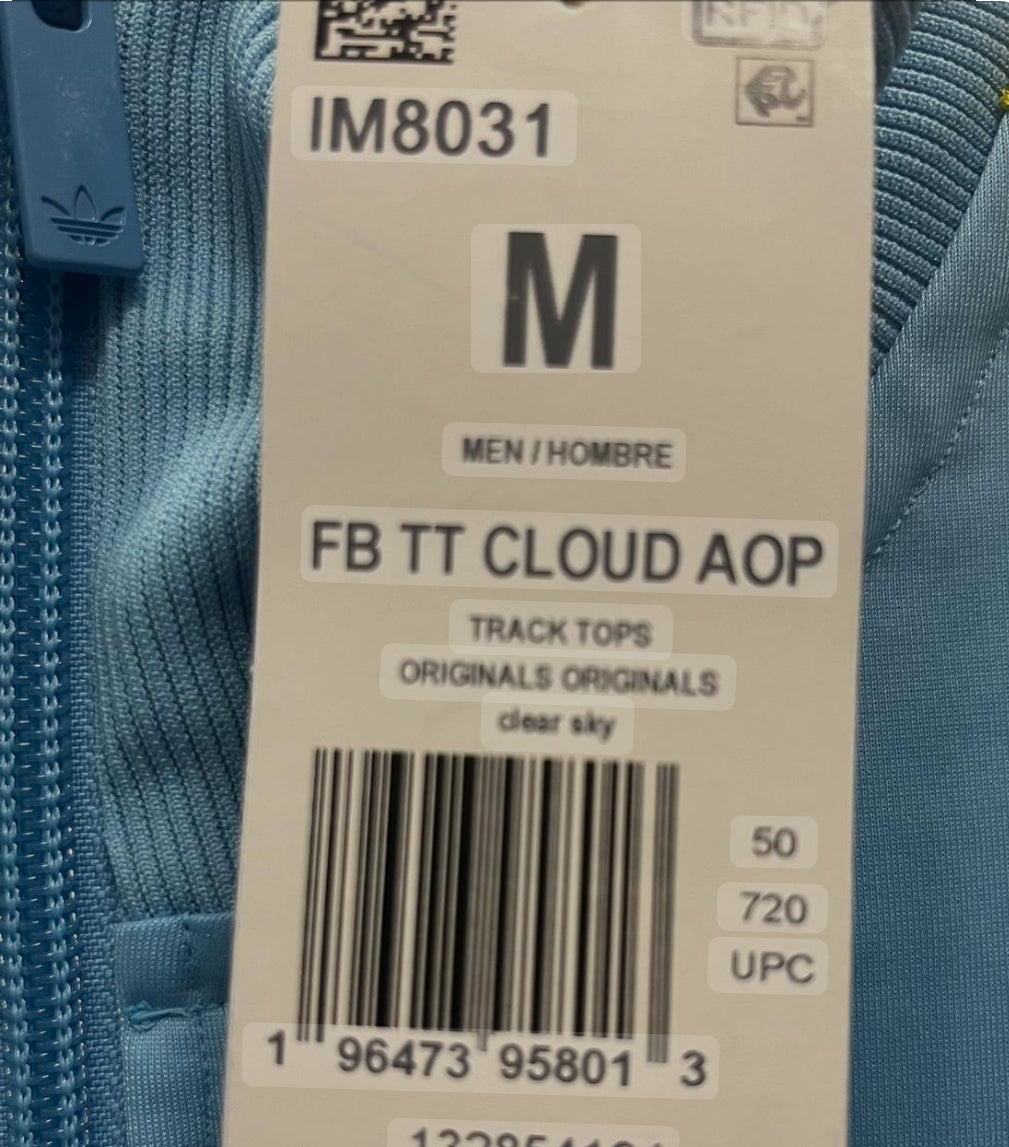 RFID
IM8031
M
MEN / HOMBRE
FB TT CLOUD AOP
TRACK TOPS
ORIGINALS ORIGINALS
clear sky
50
720
UPC
1 96473 95801 3